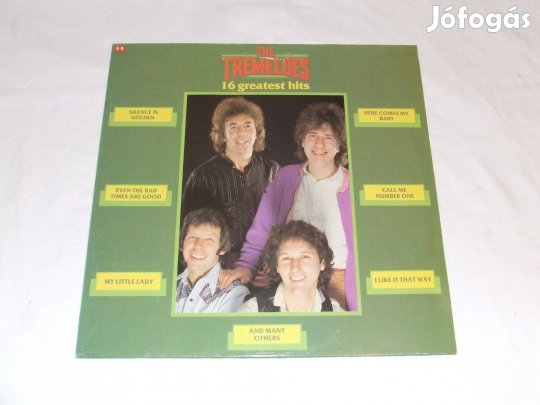 Jófogás
THE
TREMELOES
16 greatest hits
SILENCE IS
GOLDEN
HERE COMES MY
BABY
EVEN THE BAD
TIMES ARE GOOD
CALL ME
NUMBER ONE
MY LITTLE LADY
I LIKE IT THAT WAY
AND MANY
OTHERS